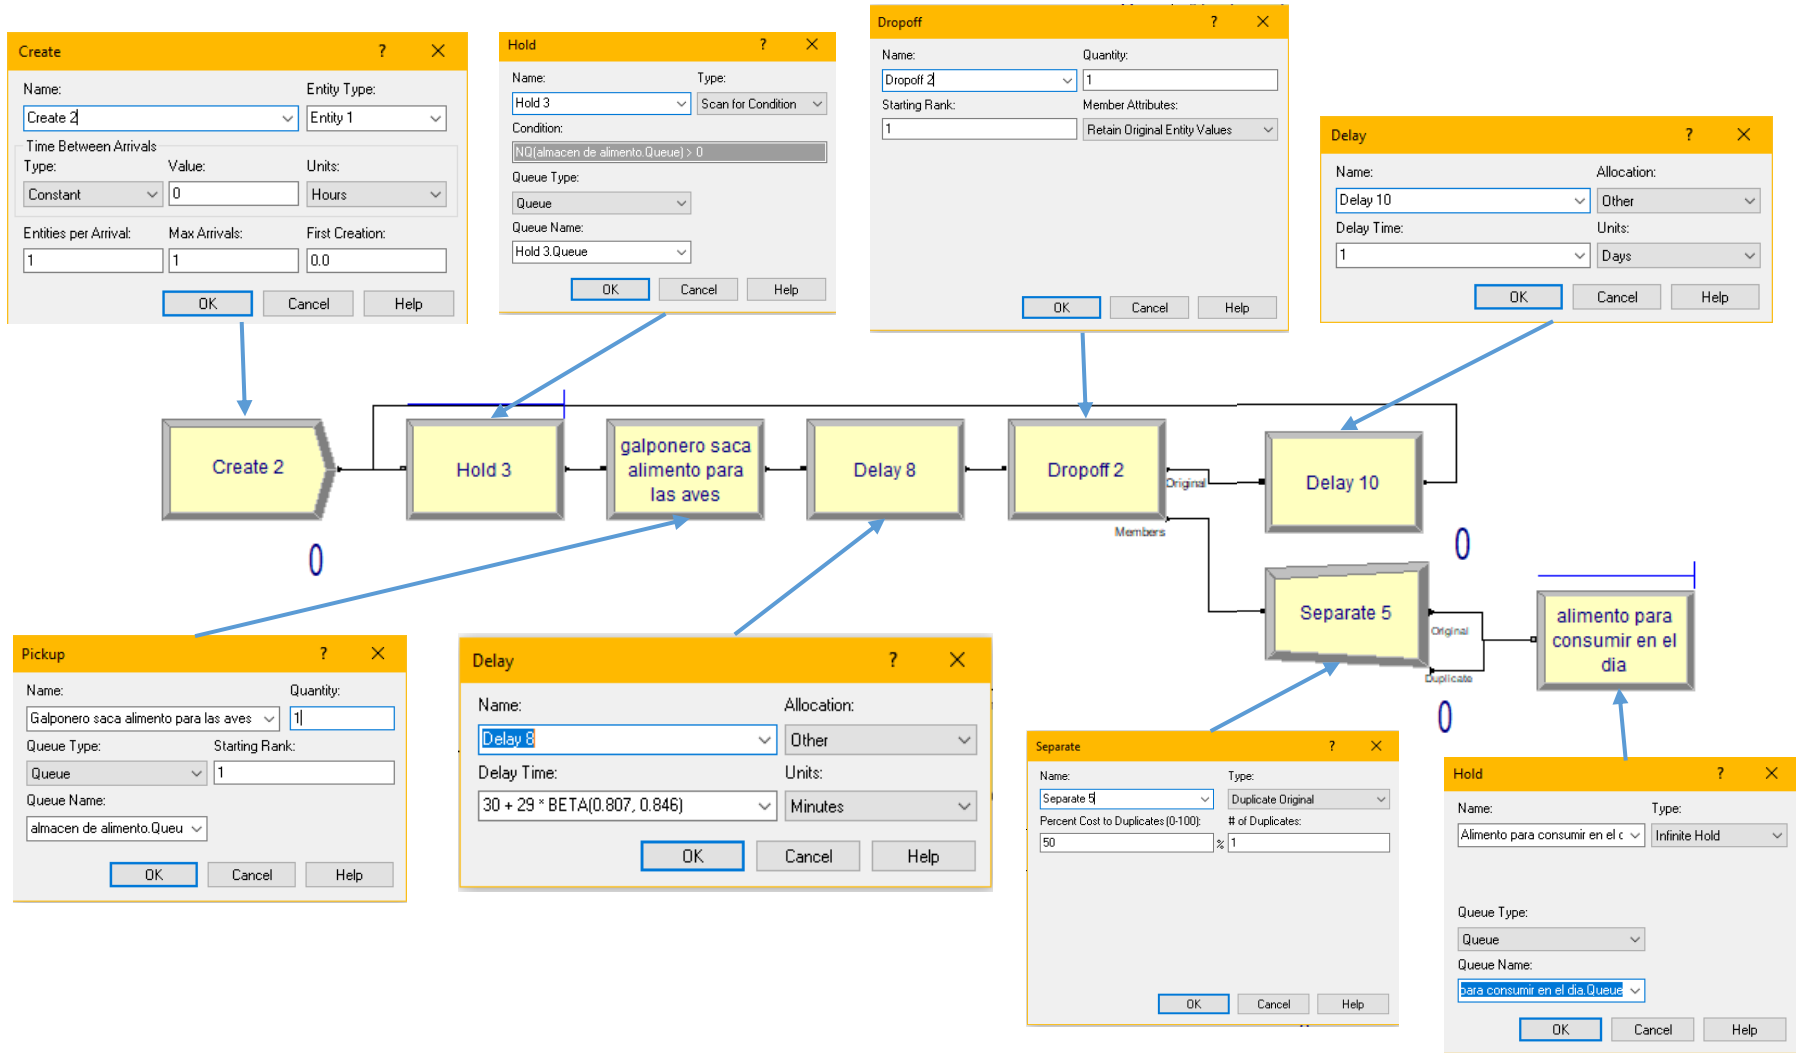 Create ?
Name: Entity Type:
Create 2 Entity 1
Time Between Arrivals
Type: Value: Units:
Constant 0 Hours
Entities per Arrival: Max Arrivals: First Creation:
1 1 0.0
OK Cancel Help
Hold ?
Name: Type:
Hold 3 Scan for Condition
Condition:
NQ(almacen de alimento.Queue) > 0
Queue Type:
Queue
Queue Name:
Hold 3.Queue
OK Cancel Help
Dropoff ?
Name: Quantity:
Dropoff 2 1
Starting Rank: Member Attributes:
1 Retain Original Entity Values
OK Cancel Help
Delay ?
Name: Allocation:
Delay 10 Other
Delay Time: Units:
1 Days
OK Cancel Help
Create 2
0
Hold 3
galponero saca
alimento para
las aves
Delay 8
Dropoff 2
Original
Members
Delay 10
0
Separate 5
Original
Duplicate
0
alimento para
consumir en el
dia
Pickup ?
Name: Quantity:
Galponero saca alimento para las aves 1
Queue Type: Starting Rank:
Queue 1
Queue Name:
almacen de alimento.Queu
OK Cancel Help
Delay ?
Name: Allocation:
Delay 8 Other
Delay Time: Units:
30 + 29 * BETA(0.807, 0.846) Minutes
OK Cancel Help
Separate ?
Name: Type:
Separate 5 Duplicate Original
Percent Cost to Duplicates (0-100): # of Duplicates:
50 % 1
OK Cancel Help
Hold ?
Name: Type:
Alimento para consumir en el c Infinite Hold
Queue Type:
Queue
Queue Name:
para consumir en el dia.Queue
OK Cancel Help